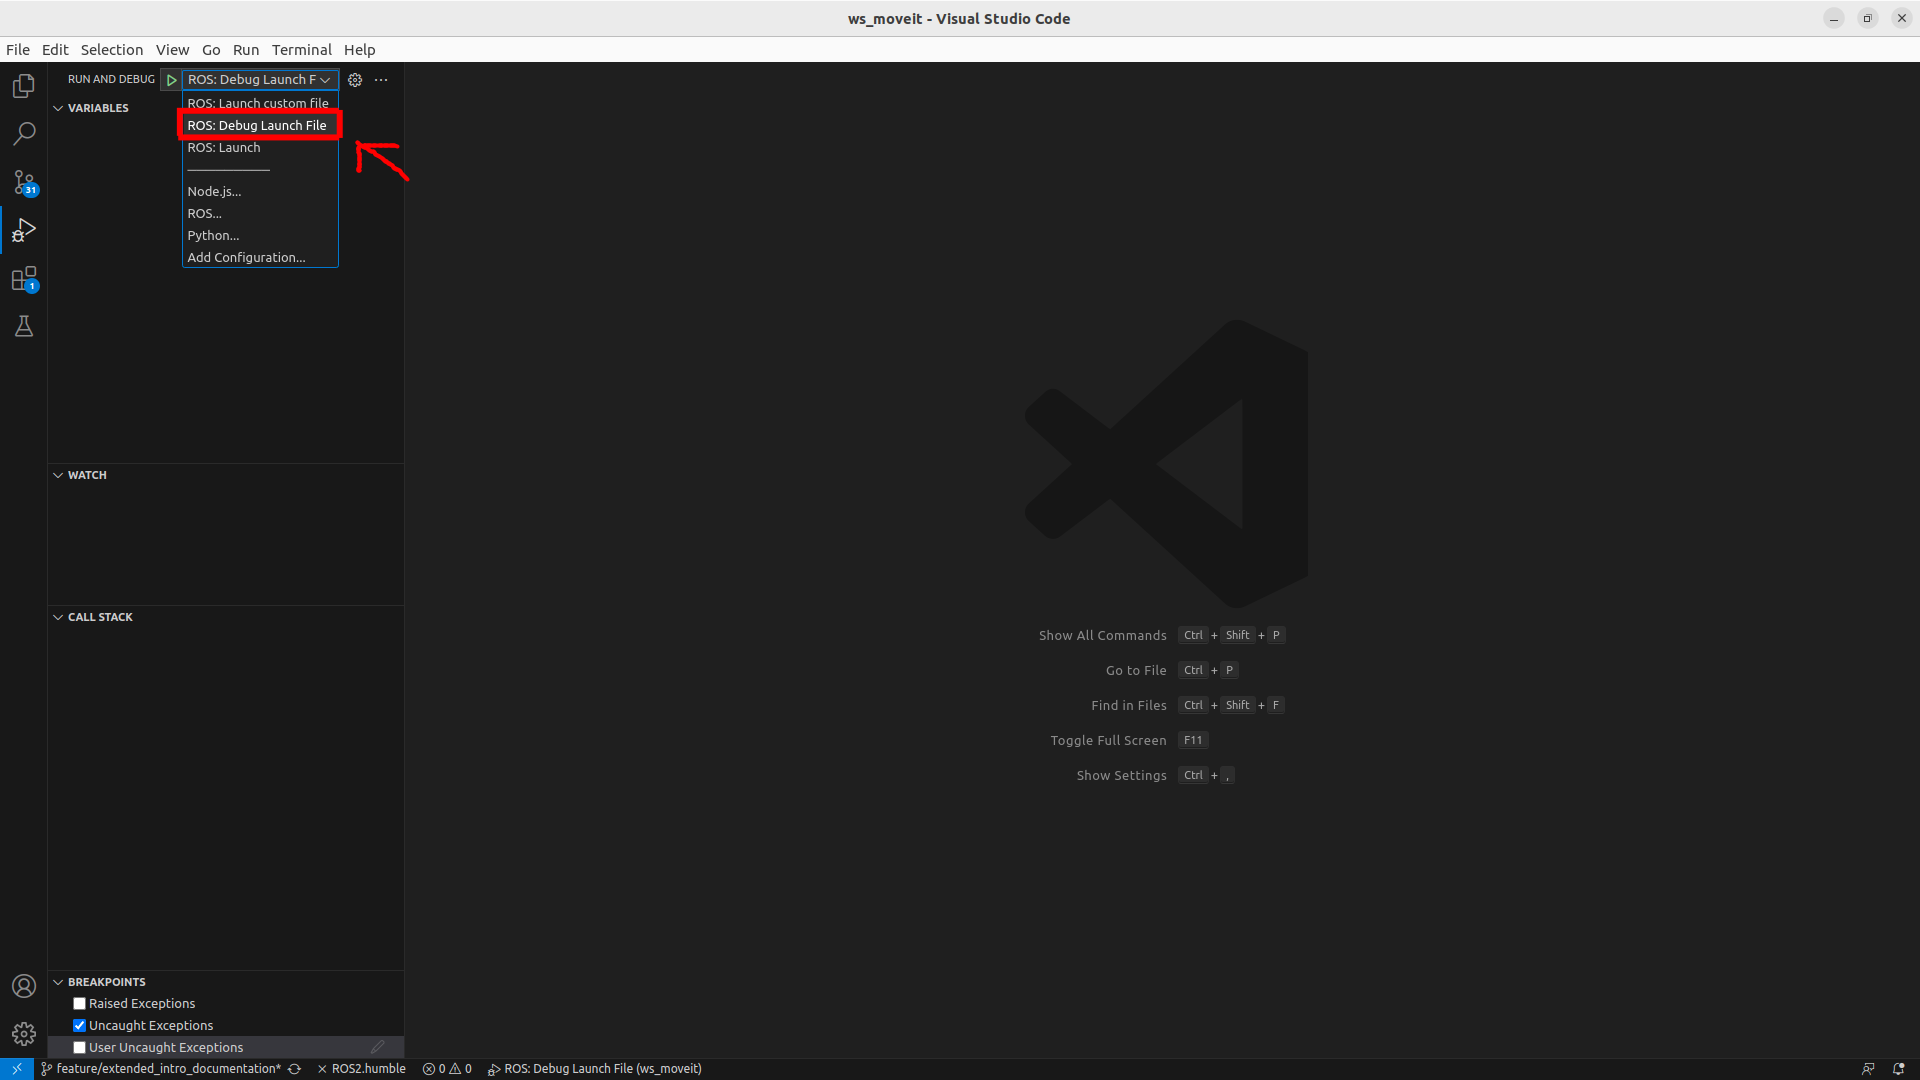 ws_moveit - Visual Studio Code
File Edit Selection View Go Run Terminal Help
RUN AND DEBUG ROS: Debug Launch F
VARIABLES
ROS: Launch custom file
ROS: Debug Launch File
ROS: Launch
31
Node.js...
ROS...
Python...
Add Configuration...
1
WATCH
CALL STACK
Show All Commands Ctrl + Shift + P
Go to File Ctrl + P
Find in Files Ctrl + Shift + F
Toggle Full Screen F11
Show Settings Ctrl + ,
BREAKPOINTS
Raised Exceptions
Uncaught Exceptions
User Uncaught Exceptions
feature/extended_intro_documentation* ROS2.humble 0 0 ROS: Debug Launch File (ws_moveit)